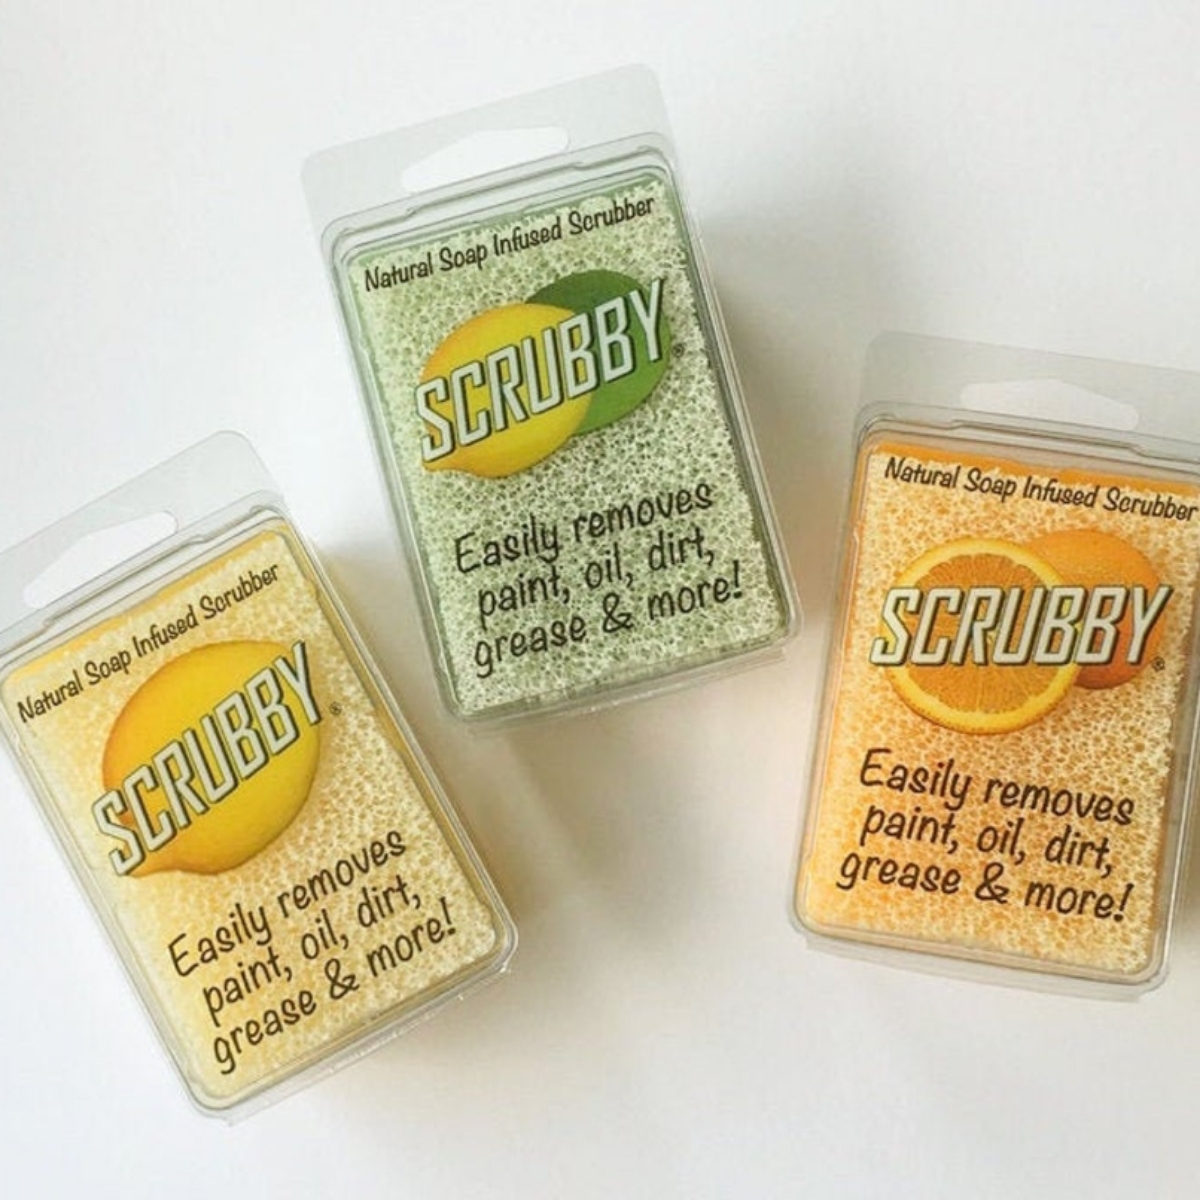 Natural Soap Infused Scrubber
SCRUBBY®
Easily removes
paint, oil, dirt,
grease & more!
Natural Soap Infused Scrubber
SCRUBBY®
Easily removes
paint, oil, dirt,
grease & more!
Natural Soap Infused Scrubber
SCRUBBY®
Easily removes
paint, oil, dirt,
grease & more!